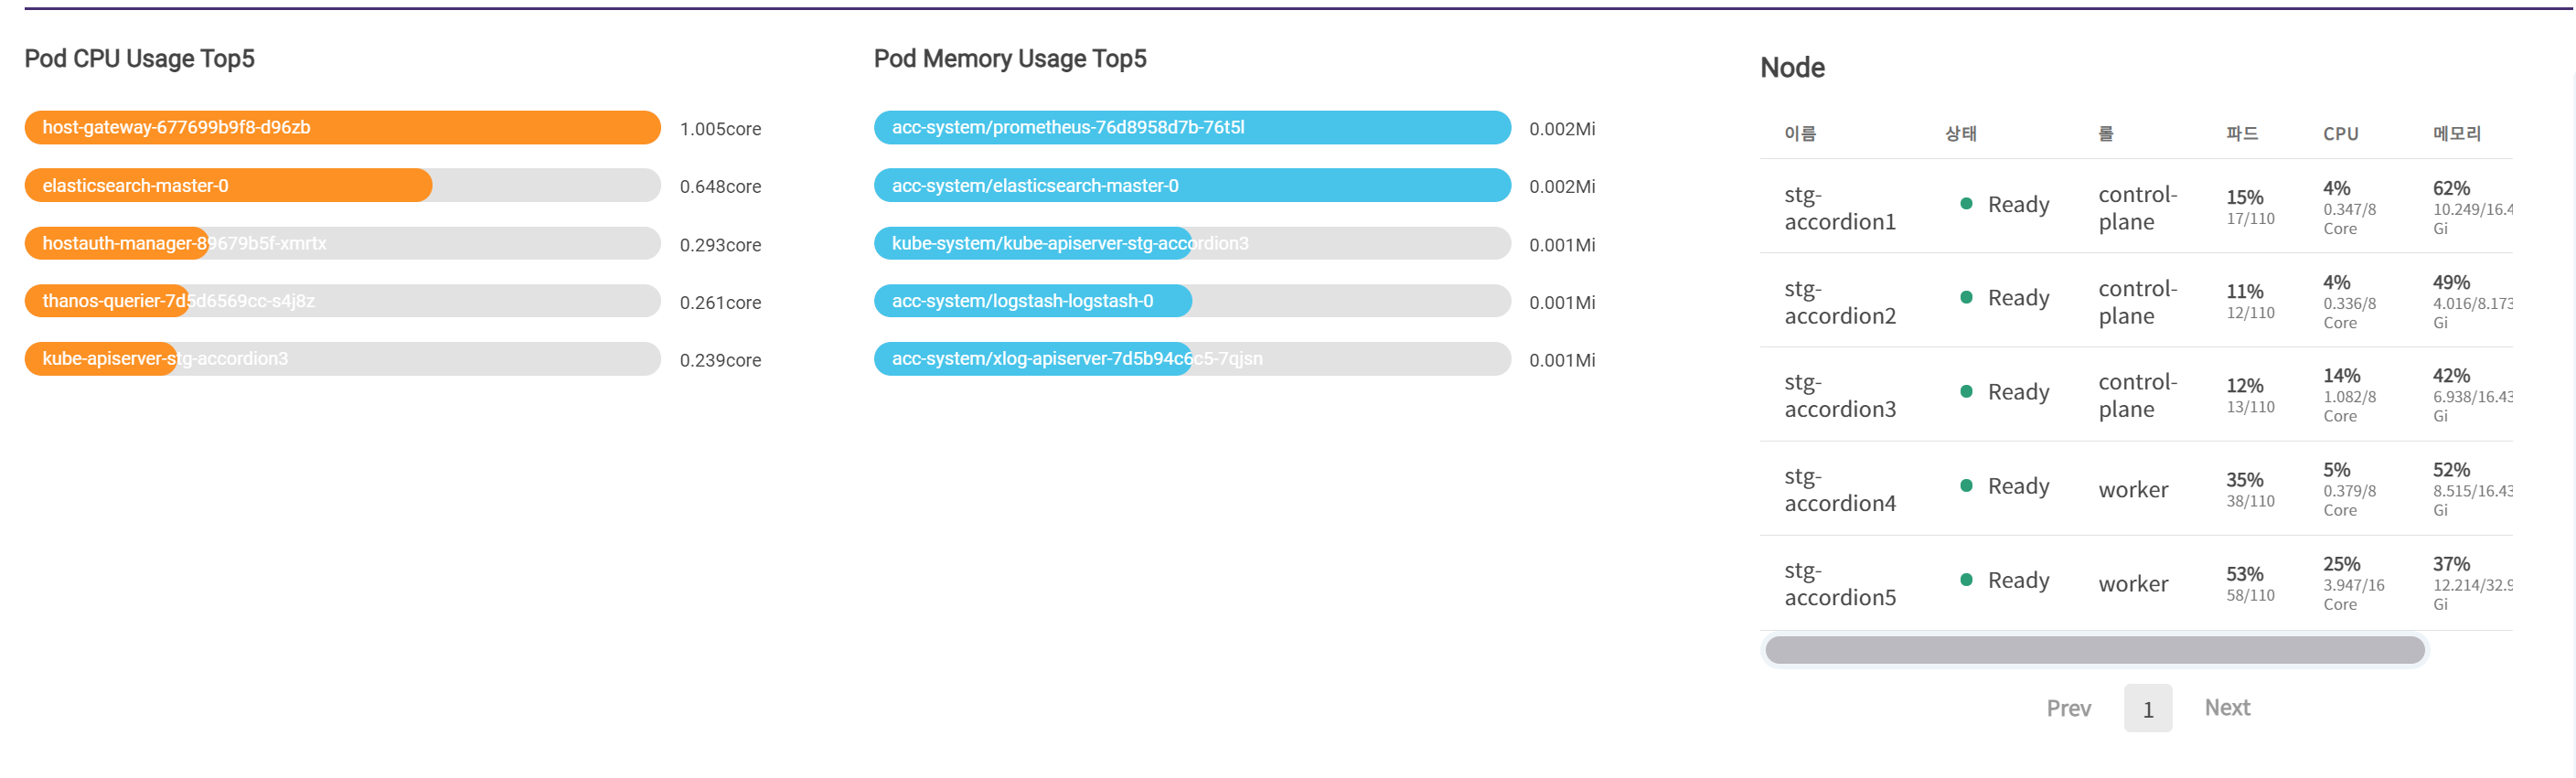 Pod CPU Usage Top5
host-gateway-677699b9f8-d96zb 1.005core
elasticsearch-master-0 0.648core
hostauth-manager-89679b5f-xmrtx 0.293core
thanos-querier-7d5d6569cc-s4j8z 0.261core
kube-apiserver-stg-accordion3 0.239core
Pod Memory Usage Top5
acc-system/prometheus-76d8958d7b-76t5l 0.002Mi
acc-system/elasticsearch-master-0 0.002Mi
kube-system/kube-apiserver-stg-accordion3 0.001Mi
acc-system/logstash-logstash-0 0.001Mi
acc-system/xlog-apiserver-7d5b94c6c5-7qjsn 0.001Mi
Node
이름 상태 롤 파드 CPU 메모리
stg-
accordion1
Ready
control-
plane
15%
17/110
4%
0.347/8
Core
62%
10.249/16.4
Gi
stg-
accordion2
Ready
control-
plane
11%
12/110
4%
0.336/8
Core
49%
4.016/8.173
Gi
stg-
accordion3
Ready
control-
plane
12%
13/110
14%
1.082/8
Core
42%
6.938/16.43
Gi
stg-
accordion4
Ready
worker
35%
38/110
5%
0.379/8
Core
52%
8.515/16.43
Gi
stg-
accordion5
Ready
worker
53%
58/110
25%
3.947/16
Core
37%
12.214/32.9
Gi
Prev 1 Next